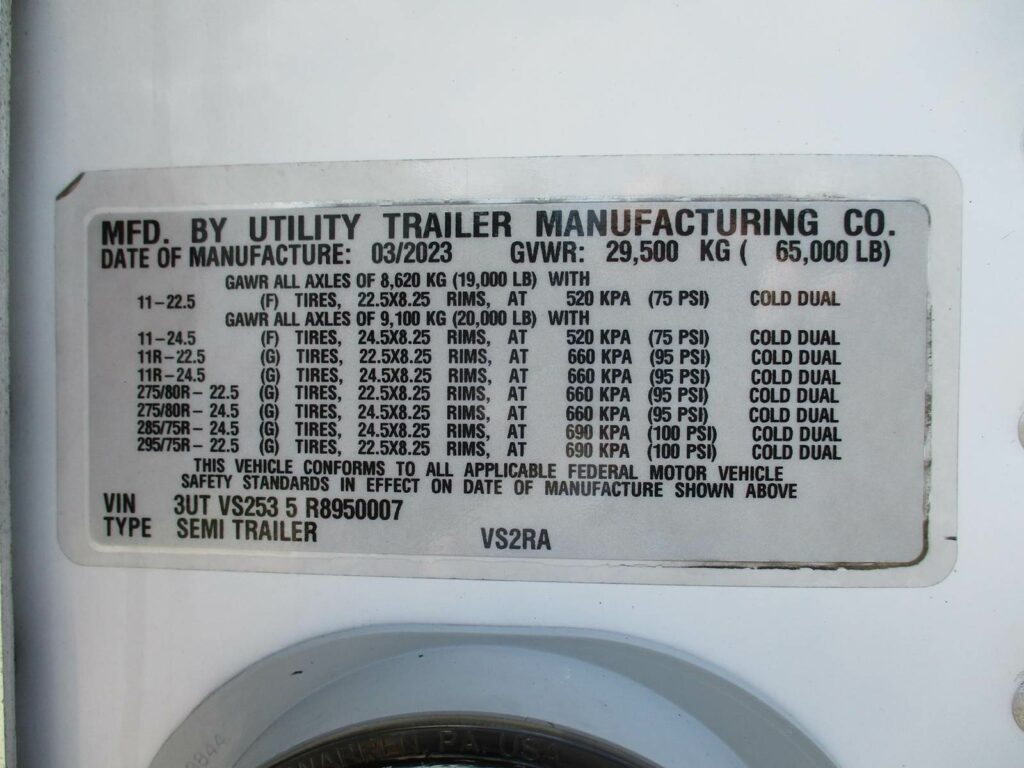 MFD. BY UTILITY TRAILER MANUFACTURING CO.
DATE OF MANUFACTURE: 03/2023 GVWR: 29,500 KG ( 65,000 LB)
GAWR ALL AXLES OF 8,620 KG (19,000 LB) WITH
11-22.5 (F) TIRES, 22.5X8.25 RIMS, AT 520 KPA (75 PSI) COLD DUAL
GAWR ALL AXLES OF 9,100 KG (20,000 LB) WITH
11-24.5 (F) TIRES, 24.5X8.25 RIMS, AT 520 KPA (75 PSI) COLD DUAL
11R-22.5 (G) TIRES, 22.5X8.25 RIMS, AT 660 KPA (95 PSI) COLD DUAL
11R-24.5 (G) TIRES, 24.5X8.25 RIMS, AT 660 KPA (95 PSI) COLD DUAL
275/80R- 22.5 (G) TIRES, 22.5X8.25 RIMS, AT 660 KPA (95 PSI) COLD DUAL
275/80R- 24.5 (G) TIRES, 24.5X8.25 RIMS, AT 660 KPA (95 PSI) COLD DUAL
285/75R- 24.5 (G) TIRES, 24.5X8.25 RIMS, AT 690 KPA (100 PSI) COLD DUAL
295/75R- 22.5 (G) TIRES, 22.5X8.25 RIMS, AT 690 KPA (100 PSI) COLD DUAL
THIS VEHICLE CONFORMS TO ALL APPLICABLE FEDERAL MOTOR VEHICLE
SAFETY STANDARDS IN EFFECT ON DATE OF MANUFACTURE SHOWN ABOVE
VIN 3UT VS253 5 R8950007
TYPE SEMI TRAILER VS2RA
WARREN, PA. USA